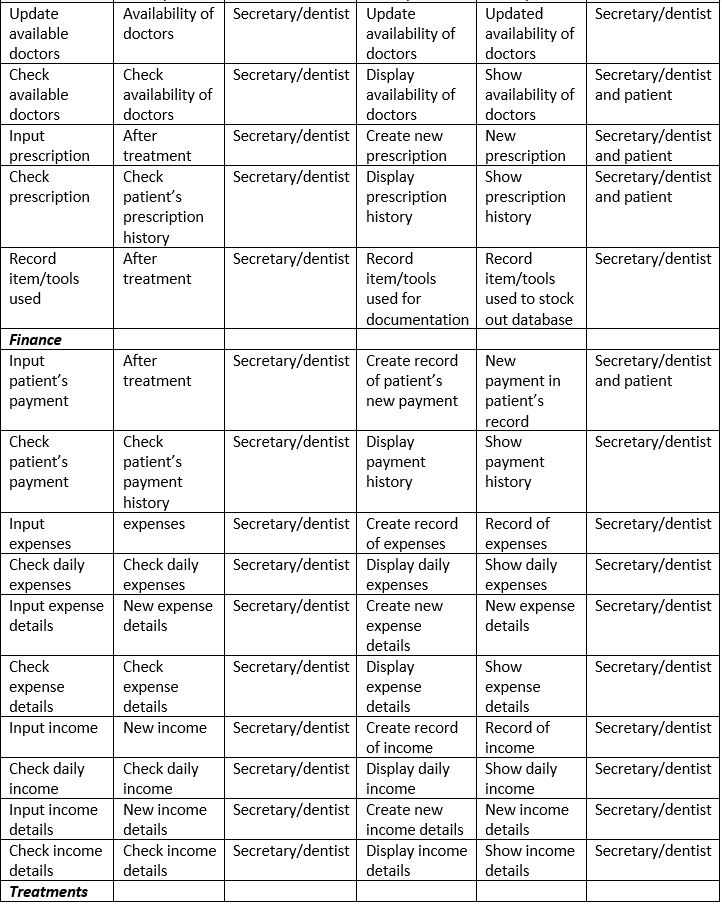 Update available doctors | Availability of doctors | Secretary/dentist | Update availability of doctors | Updated availability of doctors | Secretary/dentist
Check available doctors | Check availability of doctors | Secretary/dentist | Display availability of doctors | Show availability of doctors | Secretary/dentist and patient
Input prescription | After treatment | Secretary/dentist | Create new prescription | New prescription | Secretary/dentist and patient
Check prescription | Check patient’s prescription history | Secretary/dentist | Display prescription history | Show prescription history | Secretary/dentist and patient
Record item/tools used | After treatment | Secretary/dentist | Record item/tools used for documentation | Record item/tools used to stock out database | Secretary/dentist
Finance
Input patient’s payment | After treatment | Secretary/dentist | Create record of patient’s new payment | New payment in patient’s record | Secretary/dentist and patient
Check patient’s payment | Check patient’s payment history | Secretary/dentist | Display payment history | Show payment history | Secretary/dentist
Input expenses | expenses | Secretary/dentist | Create record of expenses | Record of expenses | Secretary/dentist
Check daily expenses | Check daily expenses | Secretary/dentist | Display daily expenses | Show daily expenses | Secretary/dentist
Input expense details | New expense details | Secretary/dentist | Create new expense details | New expense details | Secretary/dentist
Check expense details | Check expense details | Secretary/dentist | Display expense details | Show expense details | Secretary/dentist
Input income | New income | Secretary/dentist | Create record of income | Record of income | Secretary/dentist
Check daily income | Check daily income | Secretary/dentist | Display daily income | Show daily income | Secretary/dentist
Input income details | New income details | Secretary/dentist | Create new income details | New income details | Secretary/dentist
Check income details | Check income details | Secretary/dentist | Display income details | Show income details | Secretary/dentist
Treatments